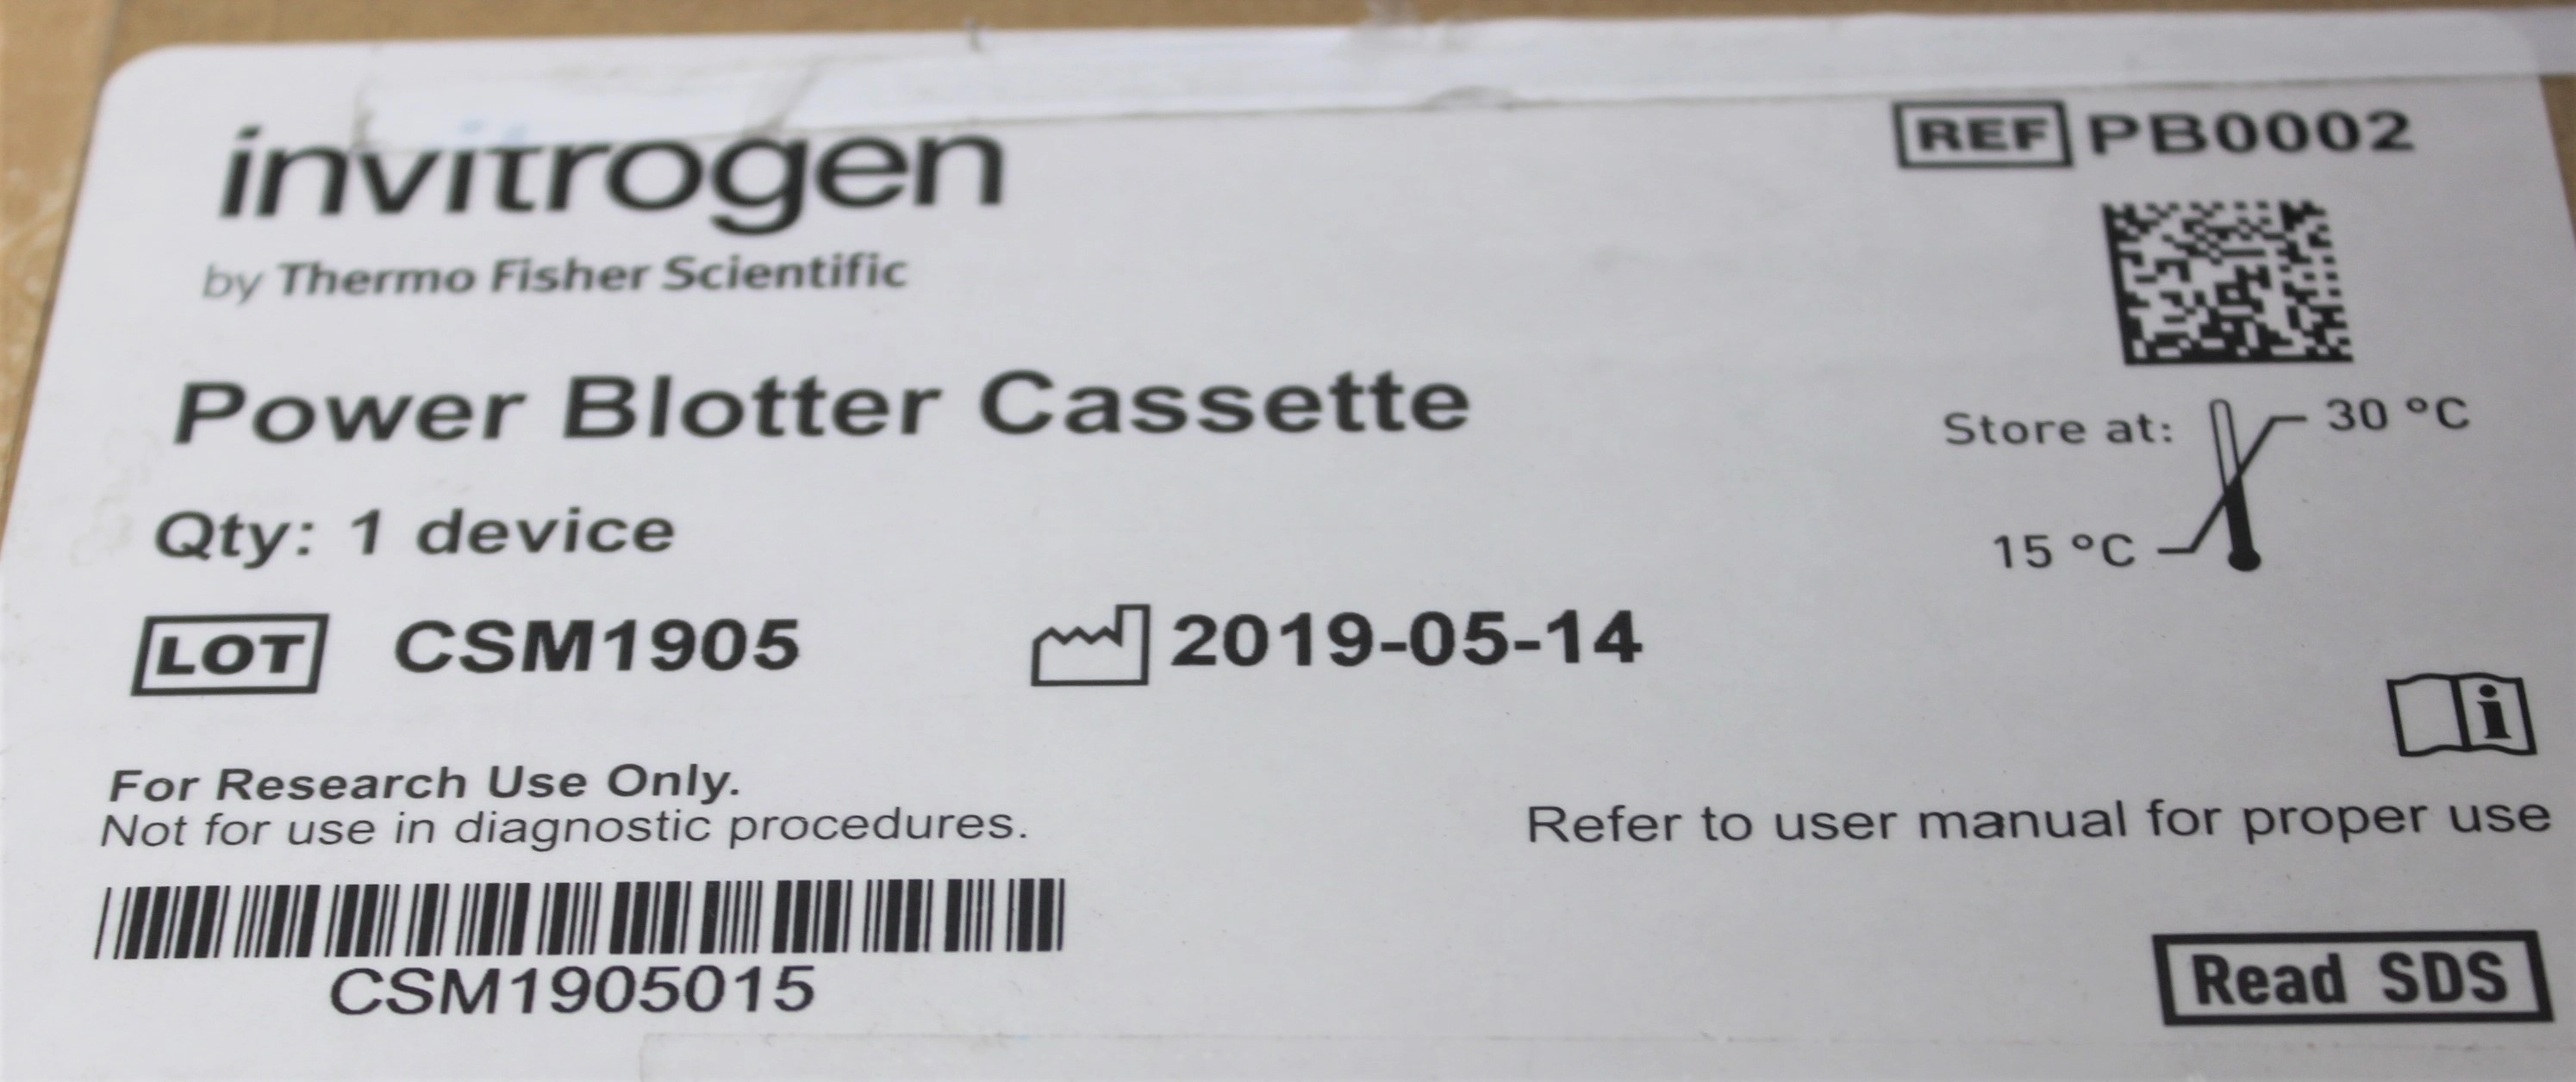 invitrogen
by Thermo Fisher Scientific
REF PB0002
Power Blotter Cassette
Store at: 30 °C
15 °C
Qty: 1 device
LOT CSM1905 2019-05-14
i
For Research Use Only.
Not for use in diagnostic procedures.
Refer to user manual for proper use
CSM1905015
Read SDS